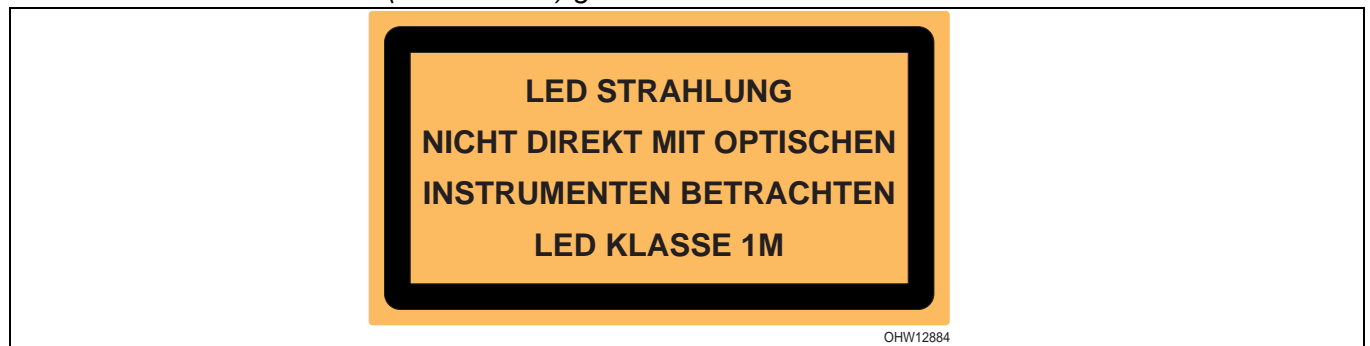 LED STRAHLUNG
NICHT DIREKT MIT OPTISCHEN
INSTRUMENTEN BETRACHTEN
LED KLASSE 1M
OHW12884